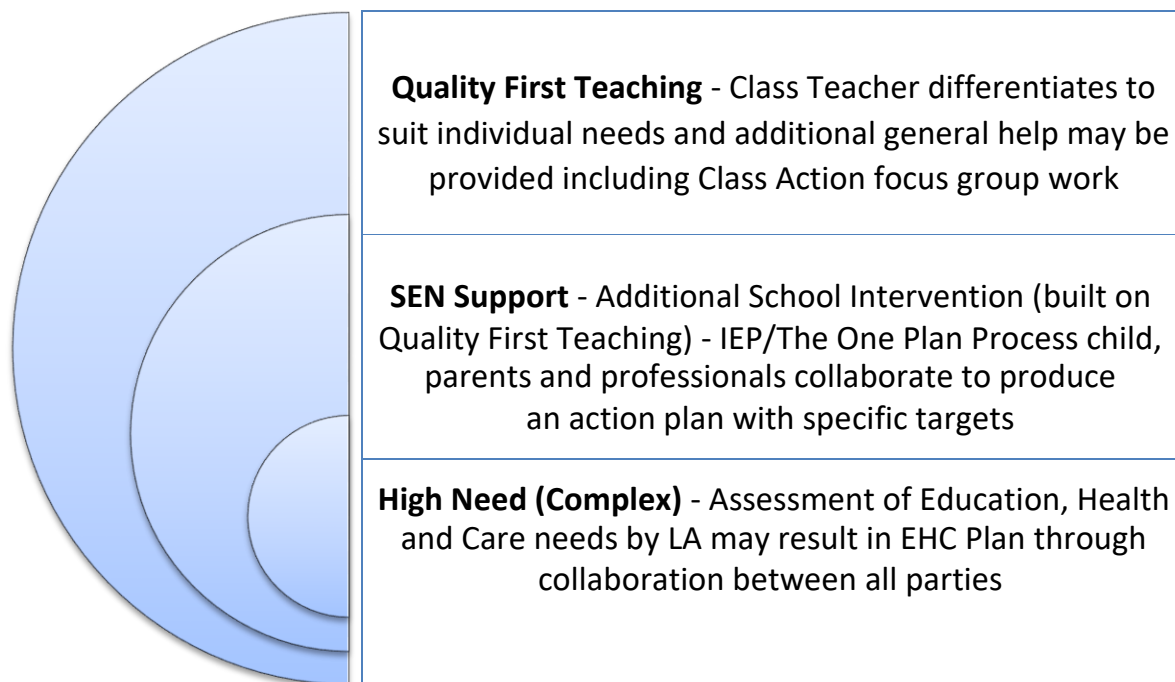 Quality First Teaching - Class Teacher differentiates to
suit individual needs and additional general help may be
provided including Class Action focus group work
SEN Support - Additional School Intervention (built on
Quality First Teaching) - IEP/The One Plan Process child,
parents and professionals collaborate to produce
an action plan with specific targets
High Need (Complex) - Assessment of Education, Health
and Care needs by LA may result in EHC Plan through
collaboration between all parties